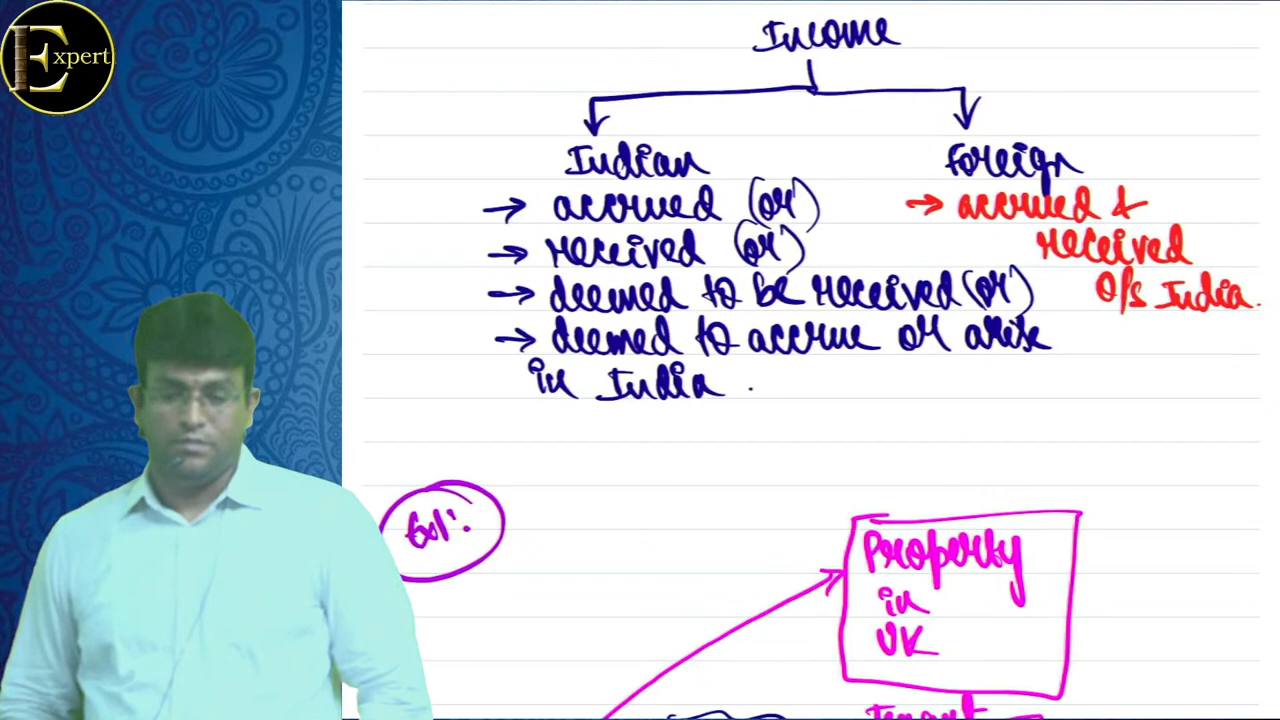 Expert
Income
Indian
→ accrued (or)
→ received (or)
→ deemed to be received (or)
→ deemed to accrue or arise
in India.
Foreign
→ accrued &
received
O/s India.
Property
in
UK
Tenant